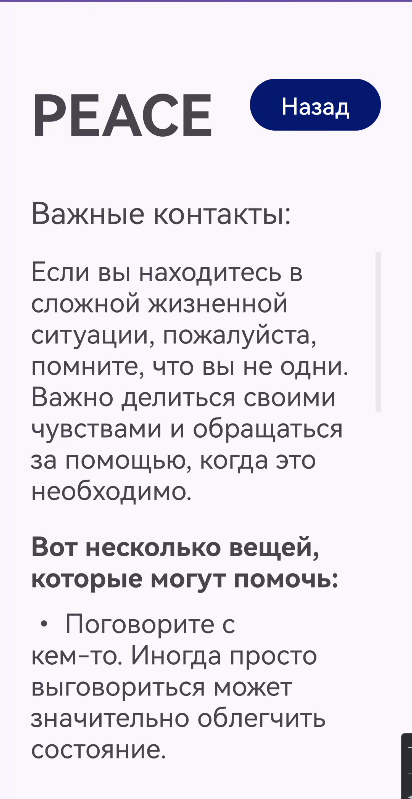 PEACE
Назад
Важные контакты:
Если вы находитесь в
сложной жизненной
ситуации, пожалуйста,
помните, что вы не одни.
Важно делиться своими
чувствами и обращаться
за помощью, когда это
необходимо.
Вот несколько вещей,
которые могут помочь:
• Поговорите с
кем-то. Иногда просто
выговориться может
значительно облегчить
состояние.